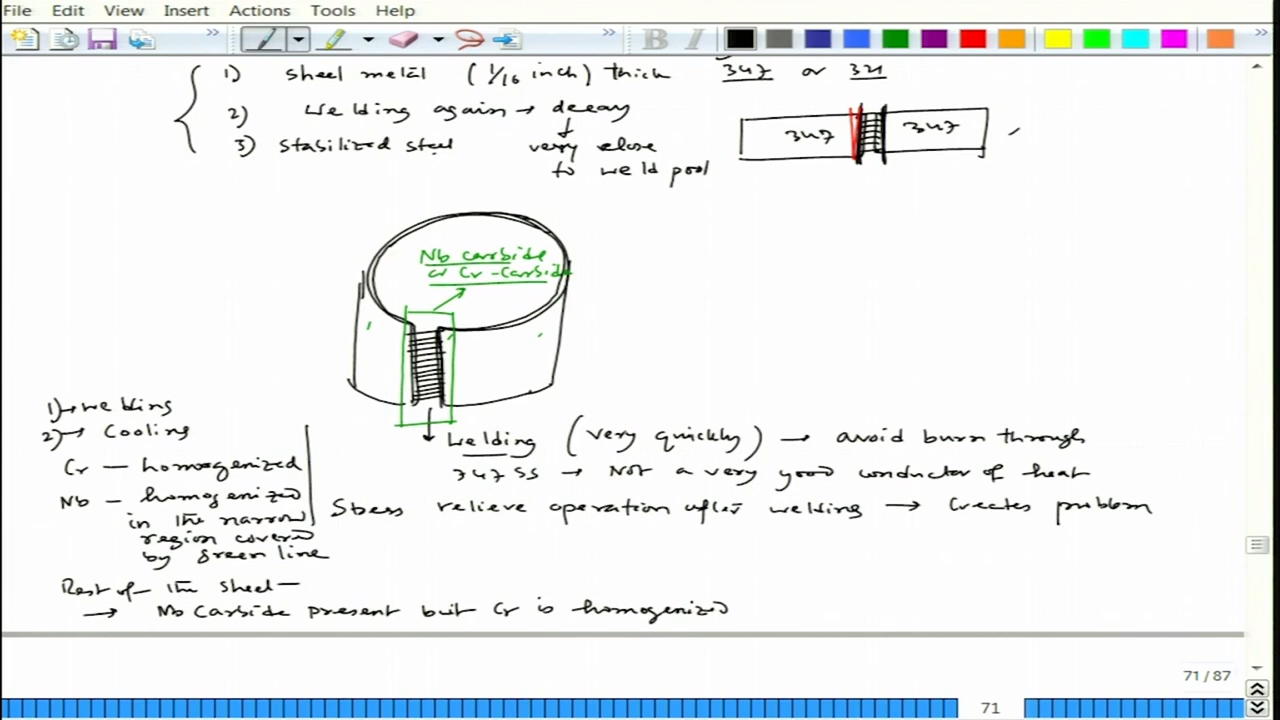 File Edit View Insert Actions Tools Help
1) sheel metal (1/16 inch) thick 347 or 321
2) welding again → decay
3) stabilized steel very close
to weld pool
347 347
Nb carbide
or Cr-Carbide
1) → welding
2) → Cooling
Cr — homogenized
Nb — homogenized
in the narrow
region covered
by green line
welding (very quickly) → avoid burn through
347 SS → Not a very good conductor of heat
Stress relieve operation after welding → Creates problem
Rest of the sheet —
→ Nb Carbide present but Cr is homogenized
71 / 87
71